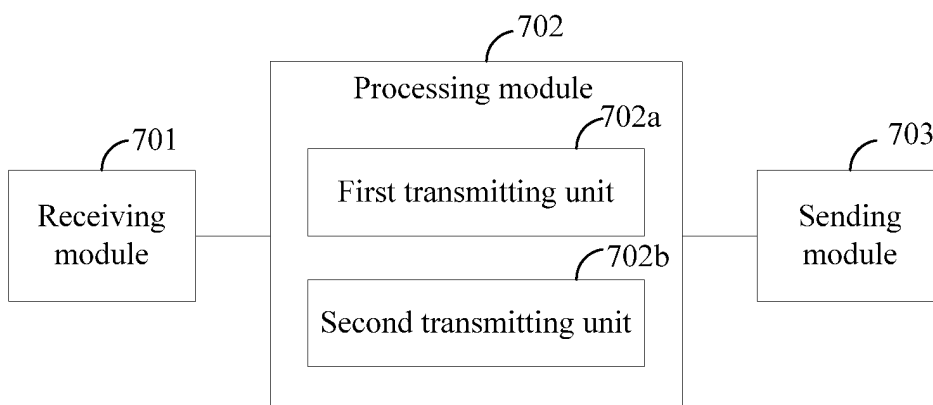 702
Processing module
702a
First transmitting unit
702b
Second transmitting unit
701
Receiving
module
703
Sending
module